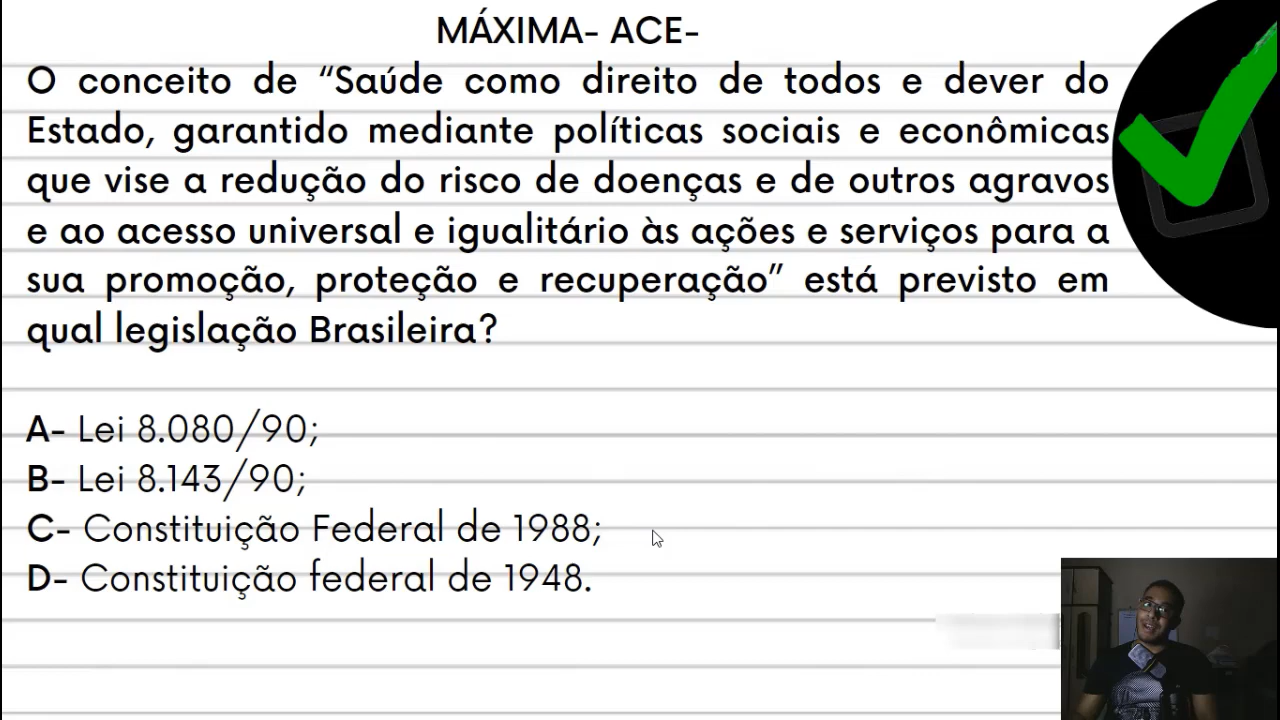 MÁXIMA- ACE-
O conceito de “Saúde como direito de todos e dever do
Estado, garantido mediante políticas sociais e econômicas
que vise a redução do risco de doenças e de outros agravos
e ao acesso universal e igualitário às ações e serviços para a
sua promoção, proteção e recuperação” está previsto em
qual legislação Brasileira?
A- Lei 8.080/90;
B- Lei 8.143/90;
C- Constituição Federal de 1988;
D- Constituição federal de 1948.